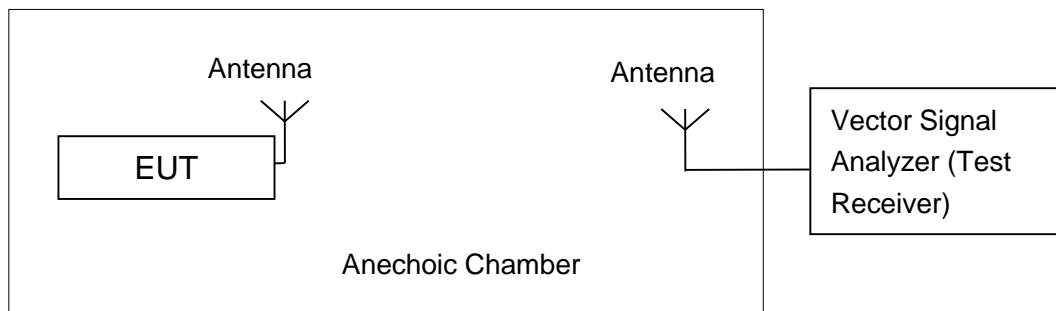 Antenna
Antenna
EUT
Vector Signal
Analyzer (Test
Receiver)
Anechoic Chamber